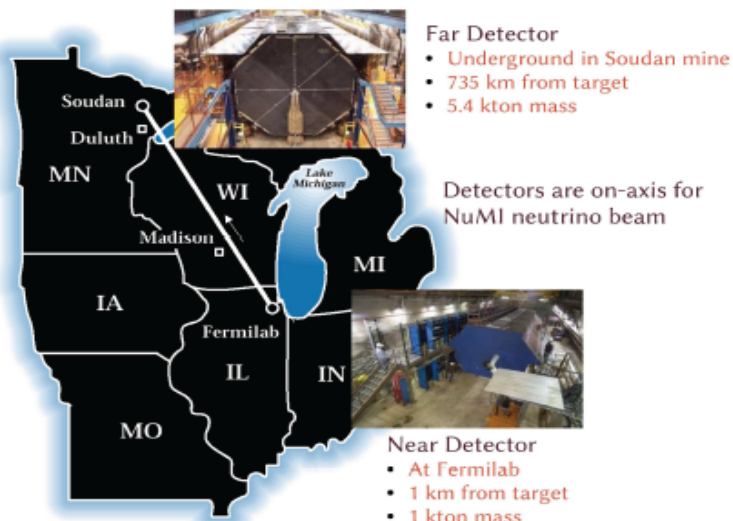 Far Detector
• Underground in Soudan mine
• 735 km from target
• 5.4 kton mass
Soudan
Duluth
MN
WI
Lake
Michigan
Detectors are on-axis for
NuMI neutrino beam
Madison
MI
IA
Fermilab
IL
IN
MO
Near Detector
• At Fermilab
• 1 km from target
• 1 kton mass